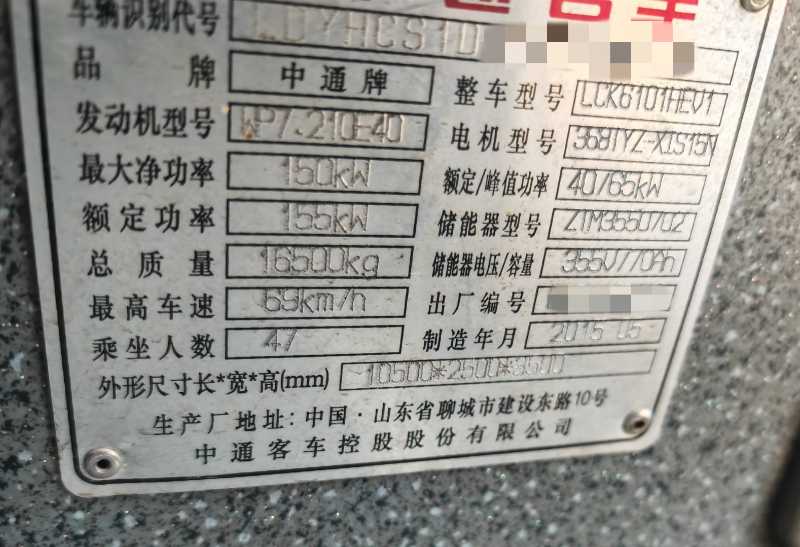 车辆识别代号 LDYHCS1D
品牌 中通牌 整车型号 LCK6101HEV1
发动机型号 WP7.210E40 电机型号 368TYZ-XTS15N
最大净功率 150kW 额定/峰值功率 40/65kW
额定功率 155kW 储能器型号
总质量 16500kg 储能器电压/容量 355V/70Ah
最高车速 69km/h 出厂编号
乘坐人数 47 制造年月 2015 05
外形尺寸长*宽*高(mm) 10500*2500*3500
生产厂地址:中国·山东省聊城市建设东路10号
中通客车控股股份有限公司